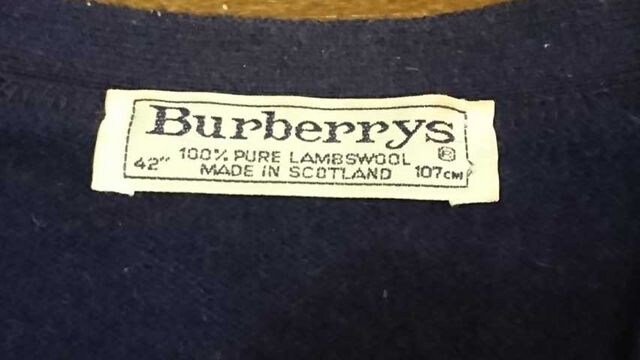 Burberrys
100% PURE LAMBSWOOL ®
42" MADE IN SCOTLAND 107CM